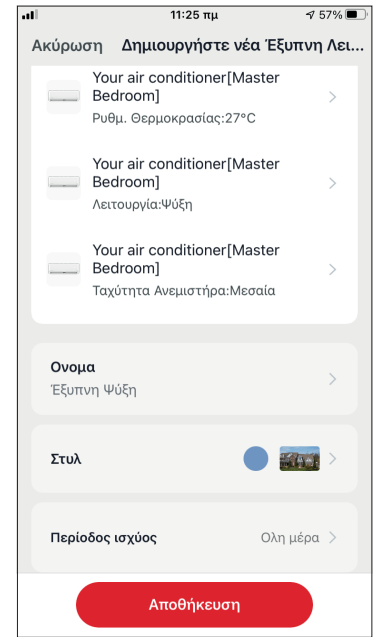 11:25 πμ
57%
Ακύρωση Δημιουργήστε νέα Έξυπνη Λει...
Your air conditioner[Master
Bedroom]
Ρυθμ. Θερμοκρασίας:27°C
Your air conditioner[Master
Bedroom]
Λειτουργία:Ψύξη
Your air conditioner[Master
Bedroom]
Ταχύτητα Ανεμιστήρα:Μεσαία
Ονομα
Έξυπνη Ψύξη
Στυλ
Περίοδος ισχύος
Ολη μέρα
Αποθήκευση